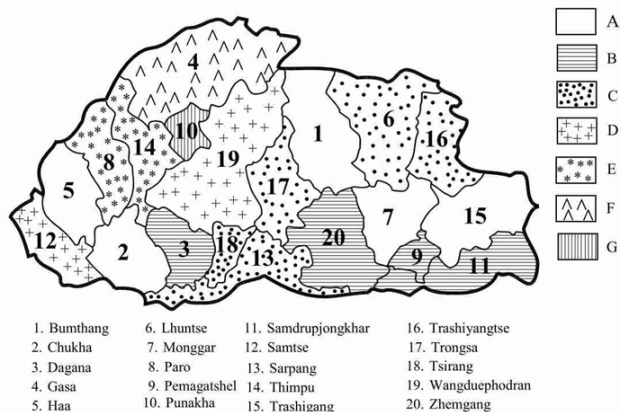 4
10
1
6
16
14
8
19
5
17
7
15
12
2
3
18
13
20
9
11
A
B
C
D
E
F
G
1. Bumthang
2. Chukha
3. Dagana
4. Gasa
5. Haa
6. Lhuntse
7. Monggar
8. Paro
9. Pemagatshel
10. Punakha
11. Samdrupjongkhar
12. Samtse
13. Sarpang
14. Thimpu
15. Trashigang
16. Trashiyangtse
17. Trongsa
18. Tsirang
19. Wangduephodran
20. Zhemgang